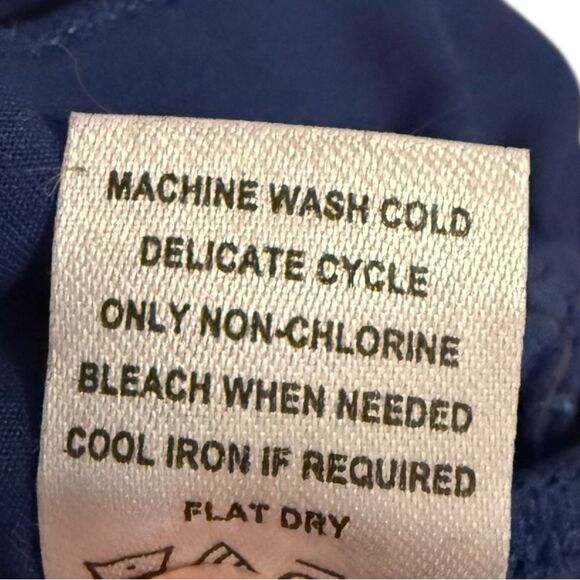 MACHINE WASH COLD
DELICATE CYCLE
ONLY NON-CHLORINE
BLEACH WHEN NEEDED
COOL IRON IF REQUIRED
FLAT DRY